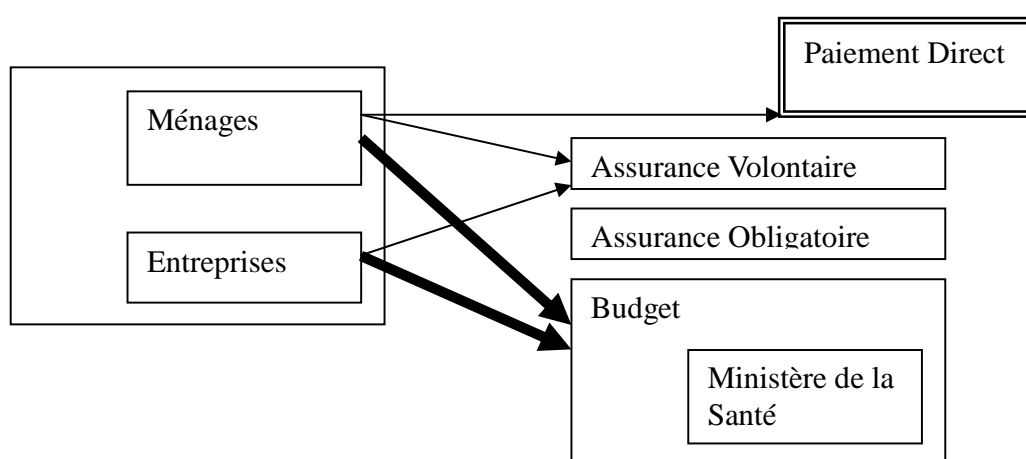 Paiement Direct
Ménages
Assurance Volontaire
Assurance Obligatoire
Entreprises
Budget
Ministère de la
Santé